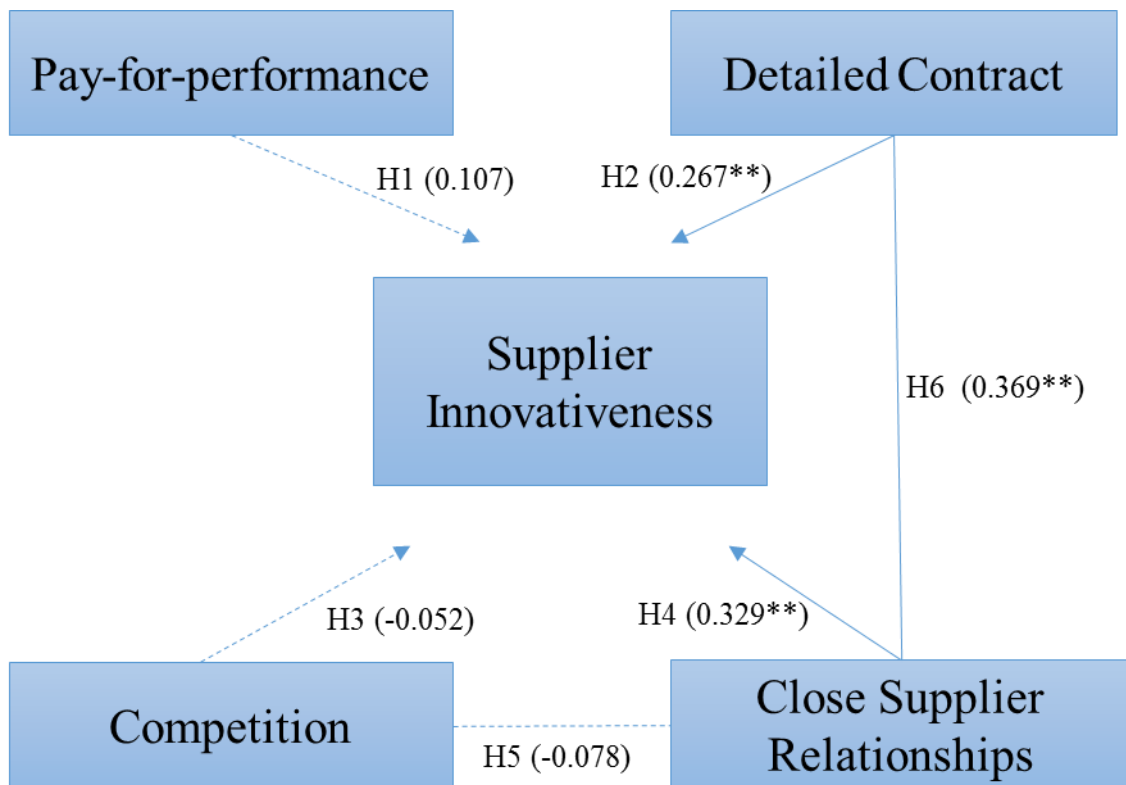 Pay-for-performance
Detailed Contract
H1 (0.107)
H2 (0.267**)
Supplier
Innovativeness
H6 (0.369**)
H3 (-0.052)
H4 (0.329**)
Competition
H5 (-0.078)
Close Supplier
Relationships